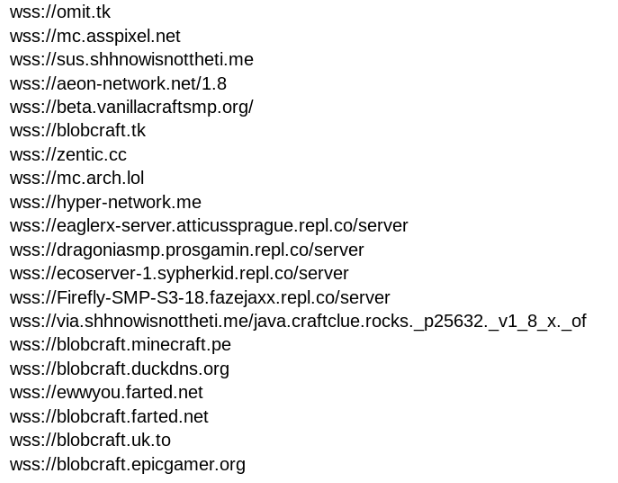 wss://omit.tk
wss://mc.asspixel.net
wss://sus.shhnowisnottheti.me
wss://aeon-network.net/1.8
wss://beta.vanillacraftsmp.org/
wss://blobcraft.tk
wss://zentic.cc
wss://mc.arch.lol
wss://hyper-network.me
wss://eaglerx-server.atticussprague.repl.co/server
wss://dragoniasmp.prosgamin.repl.co/server
wss://ecoserver-1.sypherkid.repl.co/server
wss://Firefly-SMP-S3-18.fazejaxx.repl.co/server
wss://via.shhnowisnottheti.me/java.craftclue.rocks._p25632._v1_8_x._of
wss://blobcraft.minecraft.pe
wss://blobcraft.duckdns.org
wss://ewwyou.farted.net
wss://blobcraft.farted.net
wss://blobcraft.uk.to
wss://blobcraft.epicgamer.org